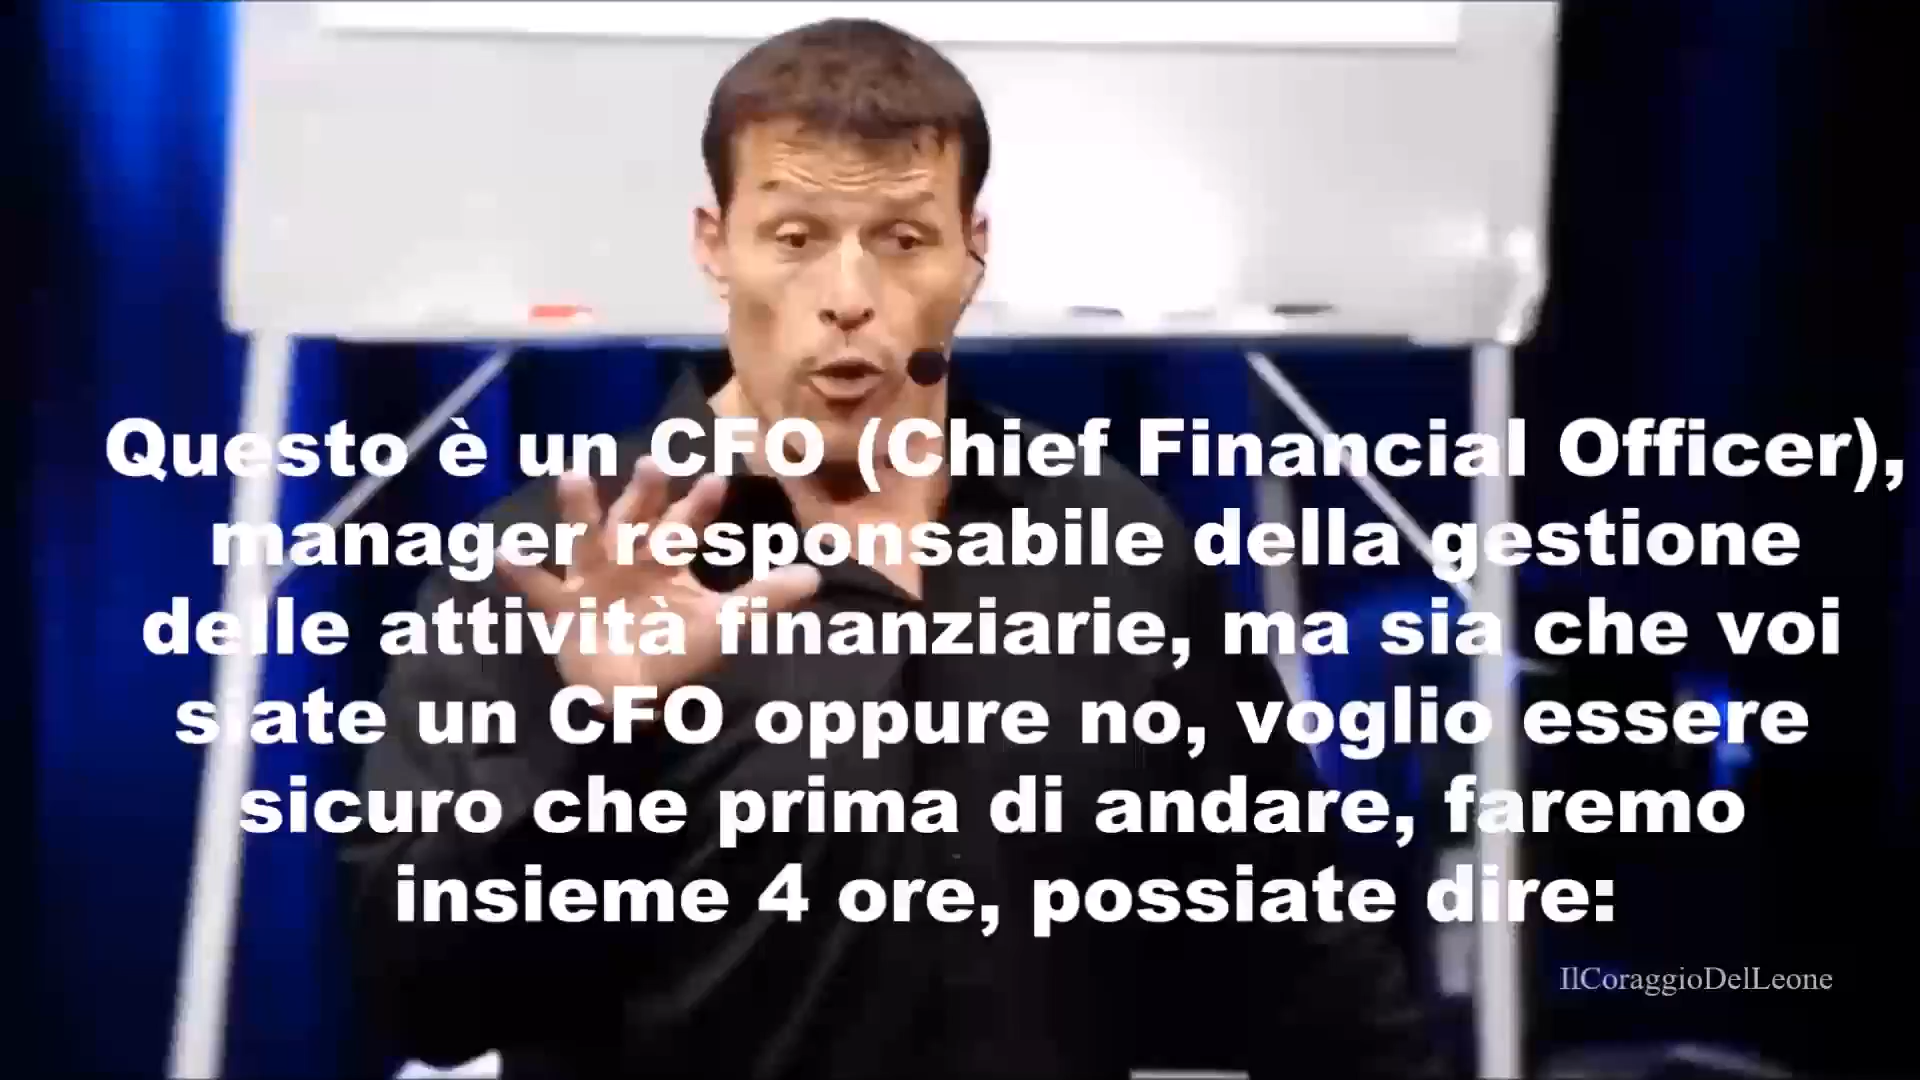 Questo è un CFO (Chief Financial Officer),
manager responsabile della gestione
delle attività finanziarie, ma sia che voi
siate un CFO oppure no, voglio essere
sicuro che prima di andare, faremo
insieme 4 ore, possiate dire:
IlCoraggioDelLeone